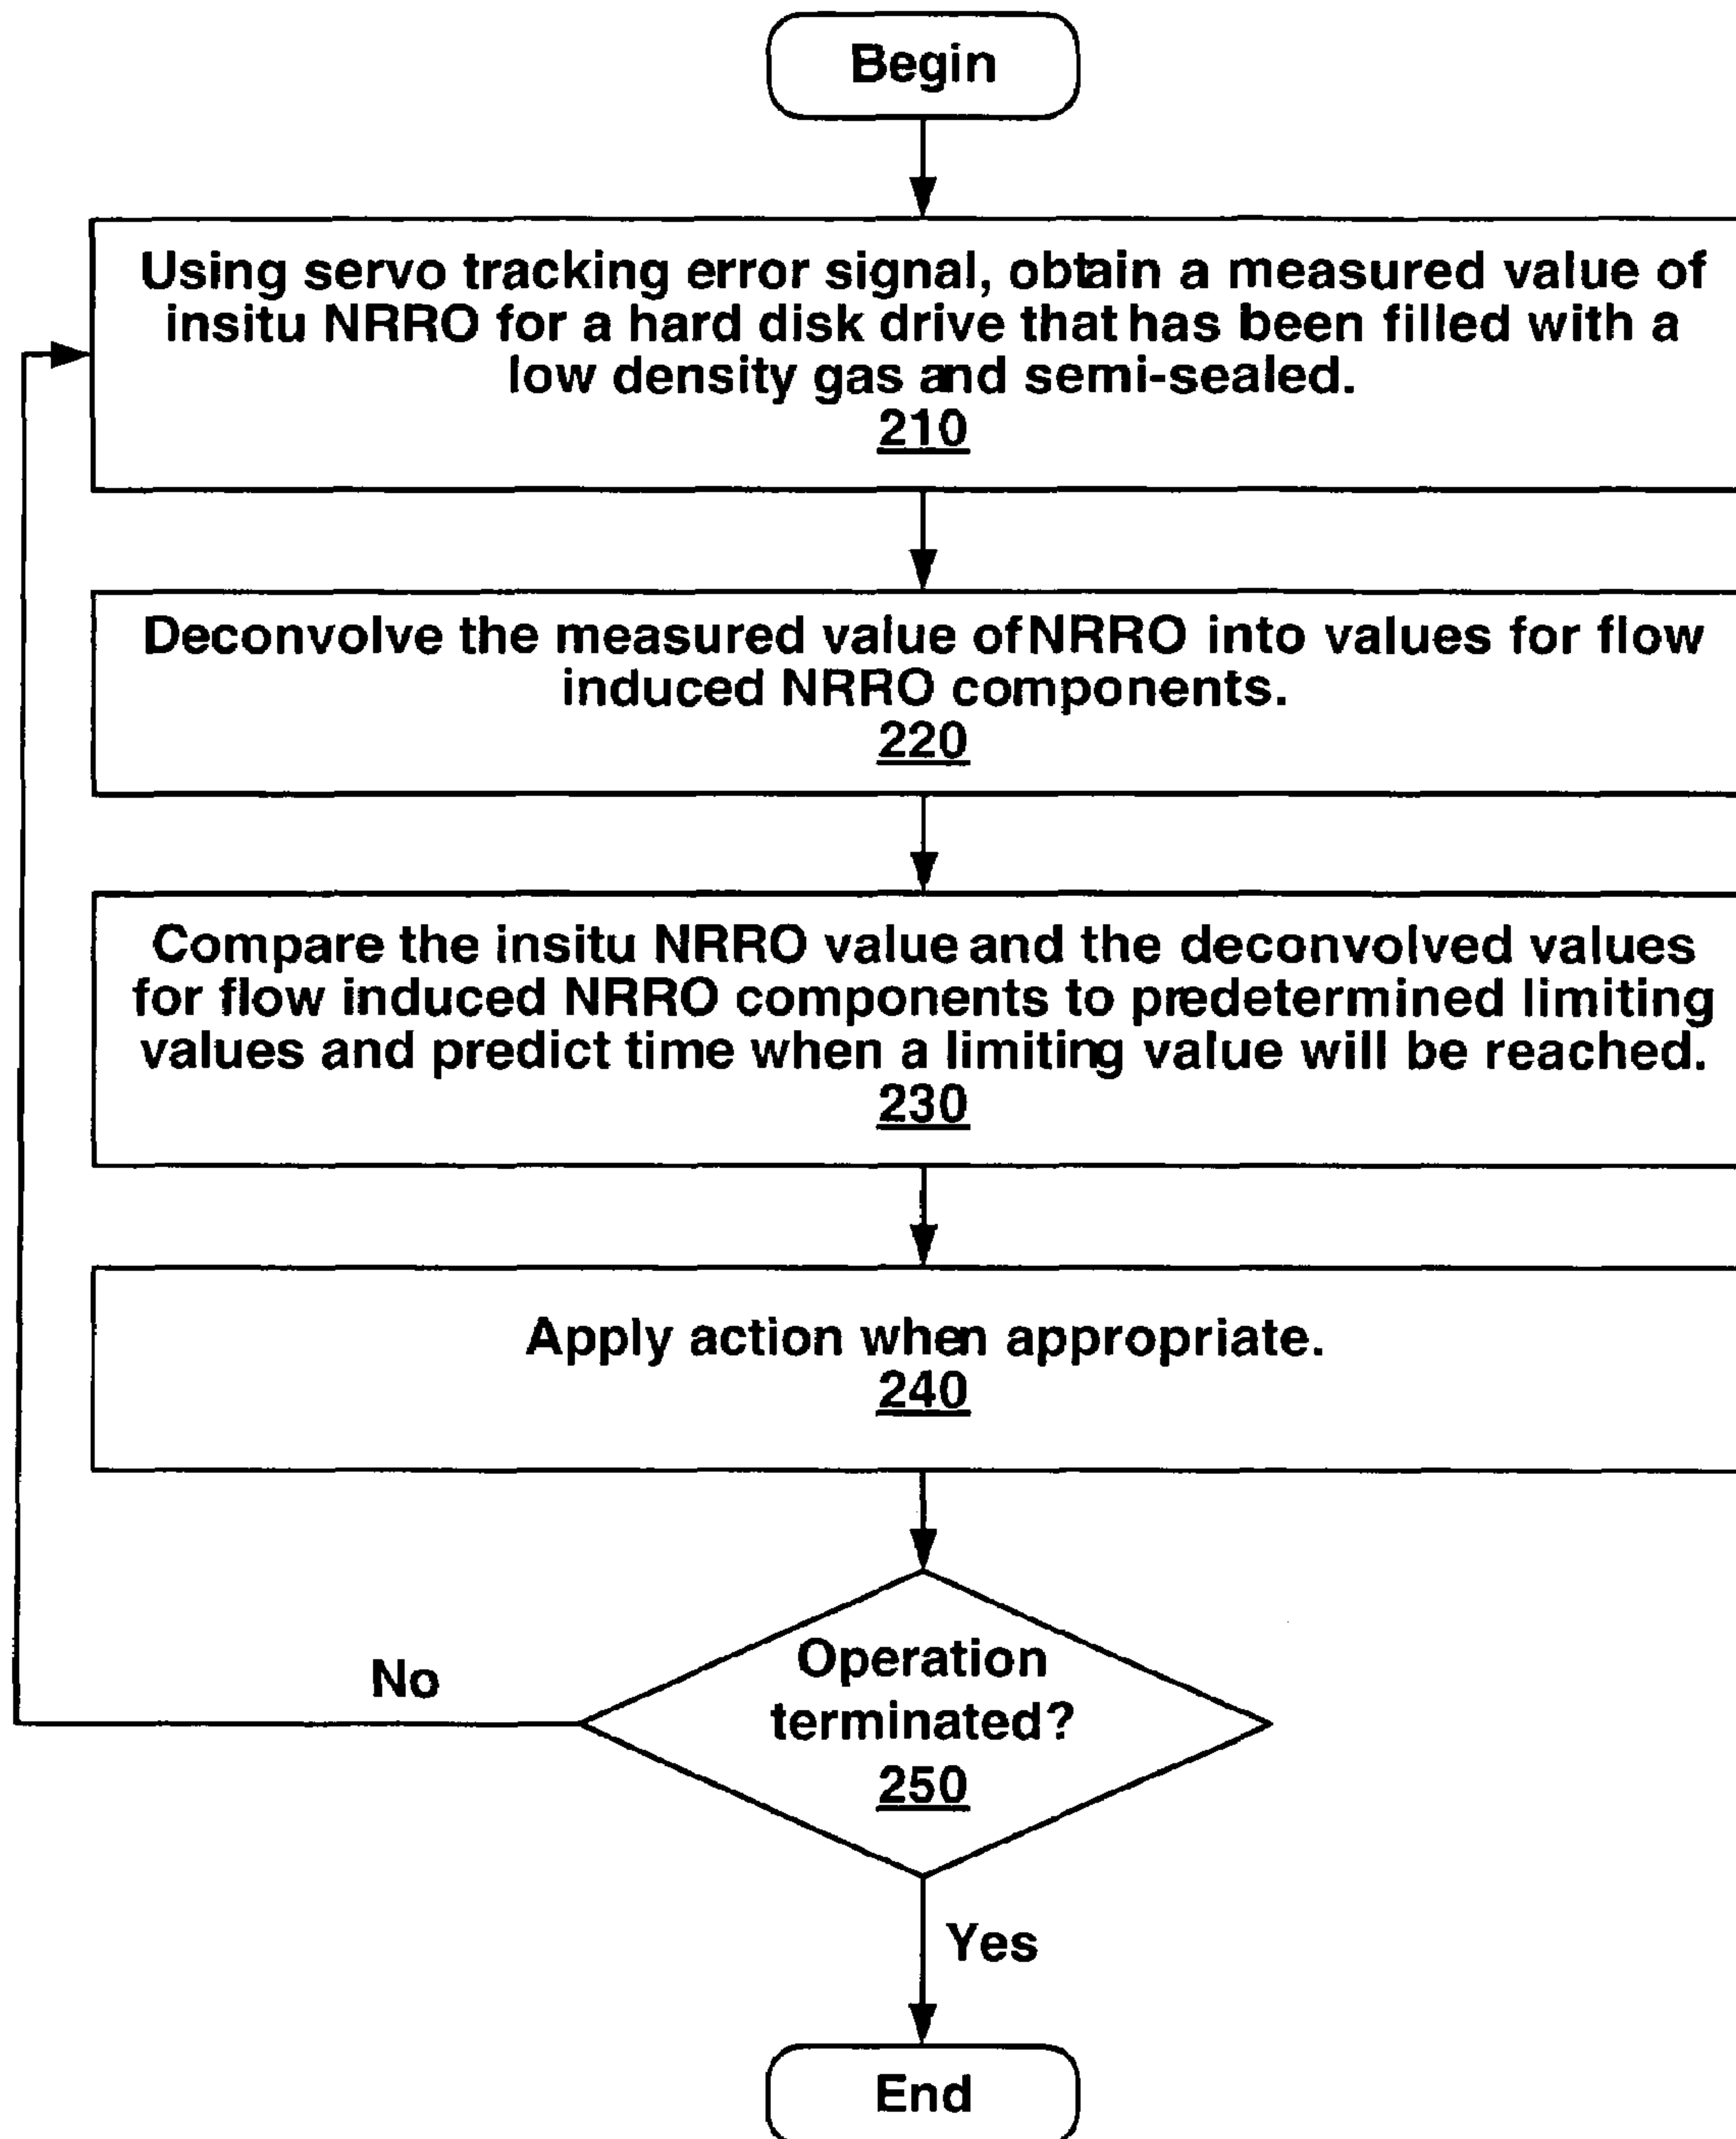 Begin
Using servo tracking error signal, obtain a measured value of
insitu NRRO for a hard disk drive that has been filled with a
low density gas and semi-sealed.
210
Deconvolve the measured value of NRRO into values for flow
induced NRRO components.
220
Compare the insitu NRRO value and the deconvolved values
for flow induced NRRO components to predetermined limiting
values and predict time when a limiting value will be reached.
230
Apply action when appropriate.
240
Operation
terminated?
250
No
Yes
End